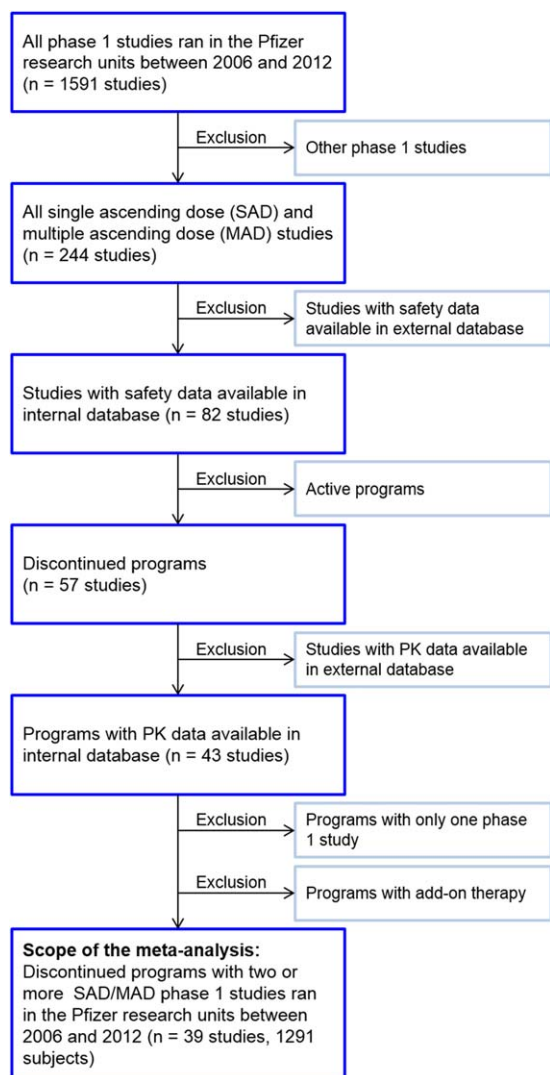 All phase 1 studies ran in the Pfizer
research units between 2006 and 2012
(n = 1591 studies)
Exclusion
Other phase 1 studies
All single ascending dose (SAD) and
multiple ascending dose (MAD) studies
(n = 244 studies)
Exclusion
Studies with safety data
available in external database
Studies with safety data available in
internal database (n = 82 studies)
Exclusion
Active programs
Discontinued programs
(n = 57 studies)
Exclusion
Studies with PK data available
in external database
Programs with PK data available in
internal database (n = 43 studies)
Exclusion
Programs with only one phase
1 study
Exclusion
Programs with add-on therapy
Scope of the meta-analysis:
Discontinued programs with two or
more SAD/MAD phase 1 studies ran
in the Pfizer research units between
2006 and 2012 (n = 39 studies, 1291
subjects)